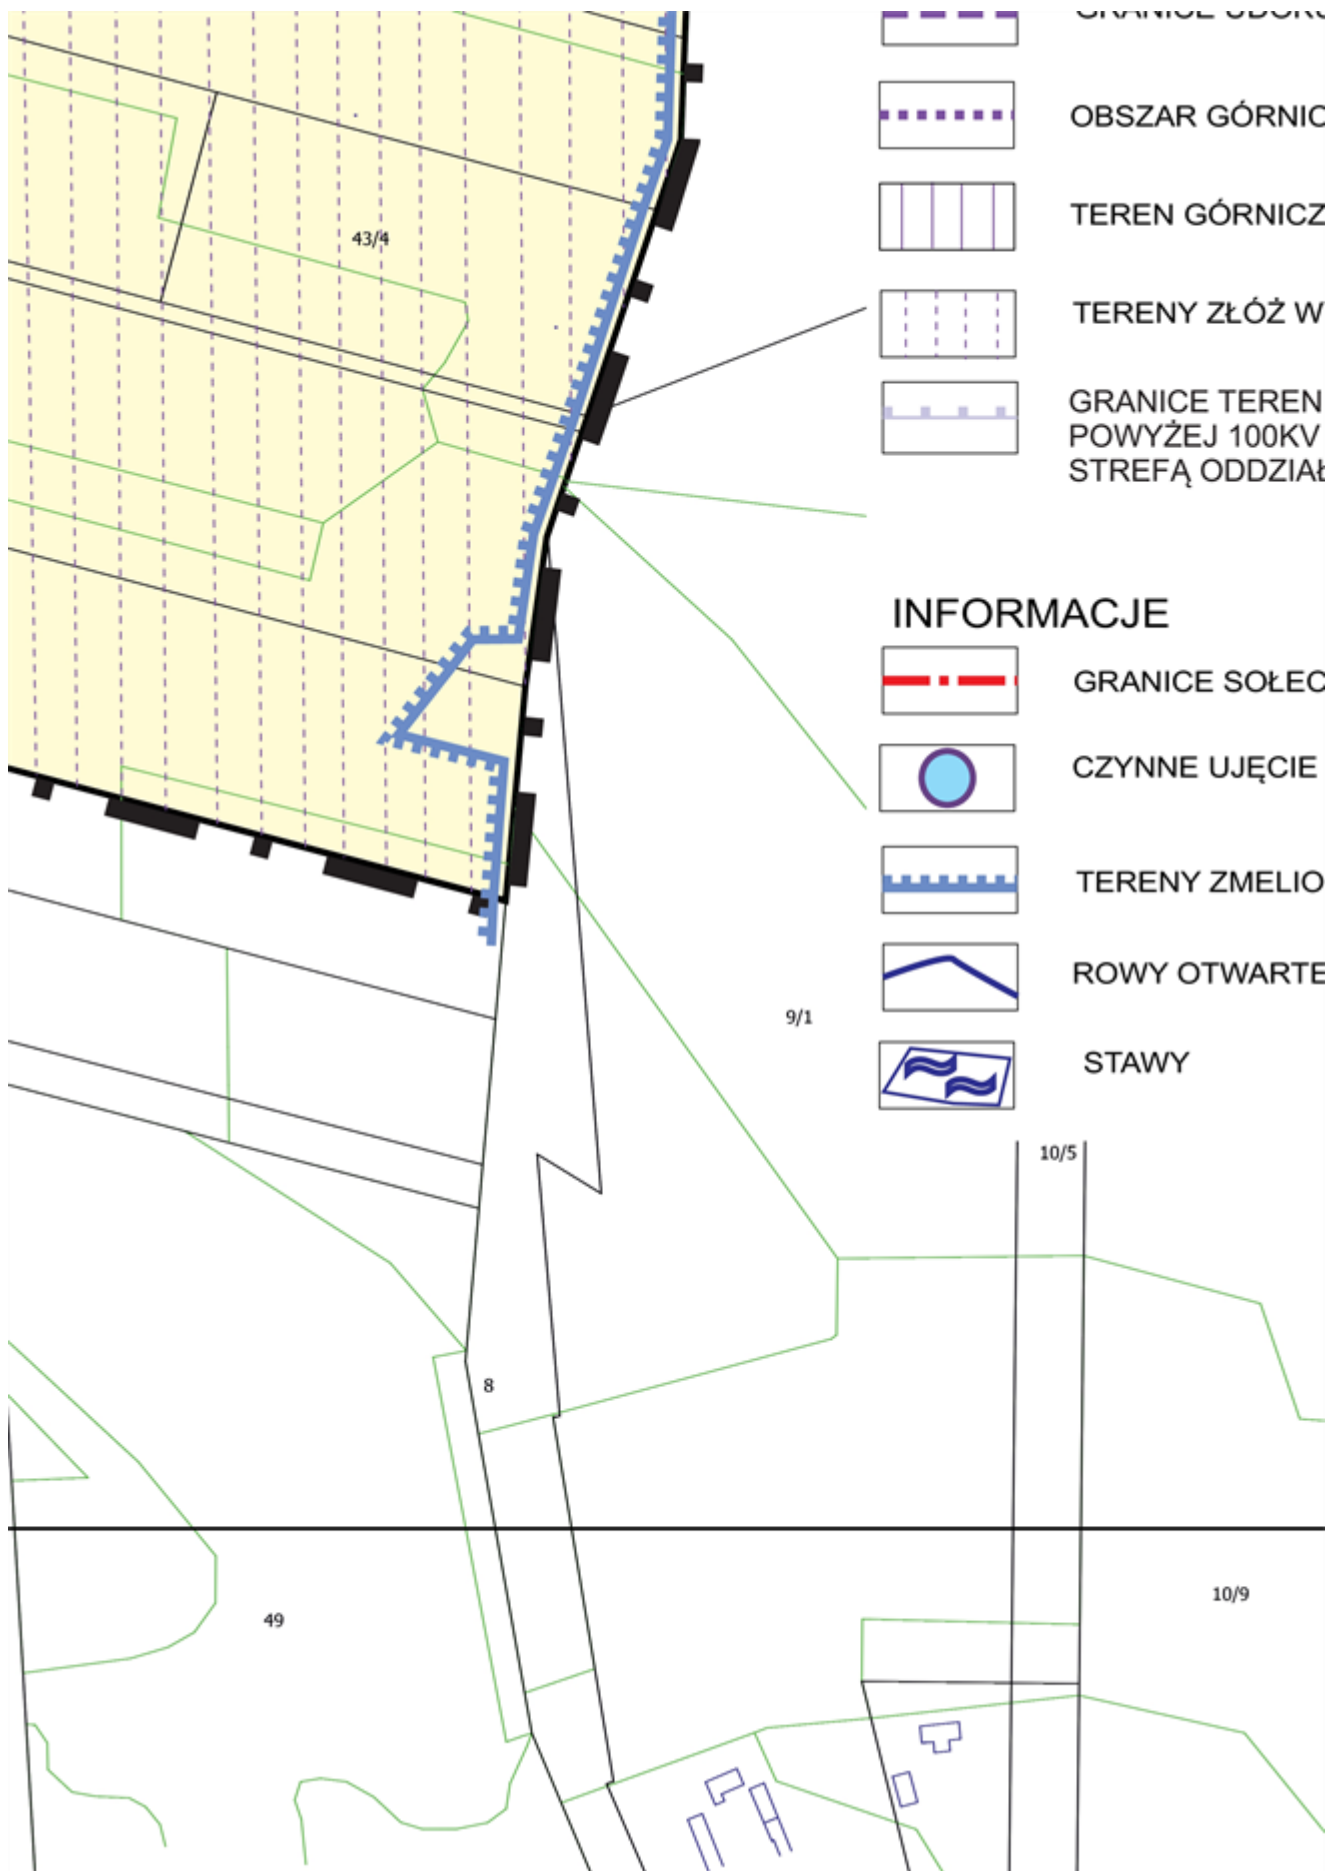 OBSZAR GÓRNIC
43/4
TEREN GÓRNICZ
TERENY ZŁÓŻ W
GRANICE TEREN
POWYŻEJ 100KV
STREFĄ ODDZIAŁ
INFORMACJE
GRANICE SOŁEC
CZYNNE UJĘCIE
TERENY ZMELIO
ROWY OTWARTE
9/1
STAWY
10/5
8
10/9
49